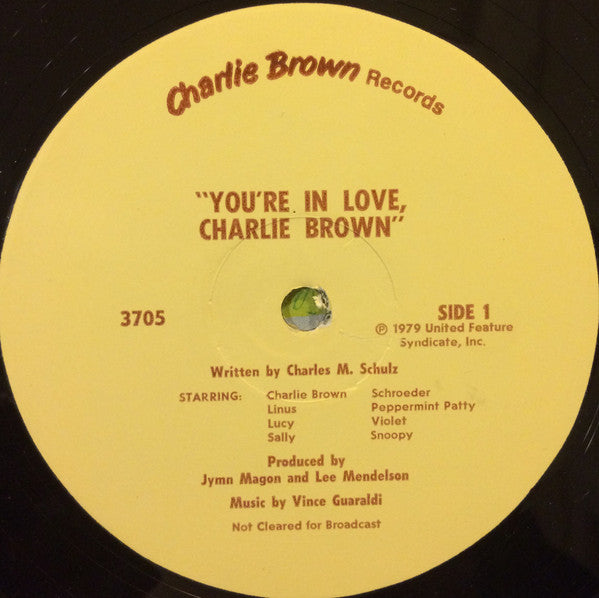 Charlie Brown Records
"YOU'RE IN LOVE,
CHARLIE BROWN"
3705
SIDE 1
℗ 1979 United Feature
Syndicate, Inc.
Written by Charles M. Schulz
STARRING: Charlie Brown Schroeder
Linus Peppermint Patty
Lucy Violet
Sally Snoopy
Produced by
Jymn Magon and Lee Mendelson
Music by Vince Guaraldi
Not Cleared for Broadcast